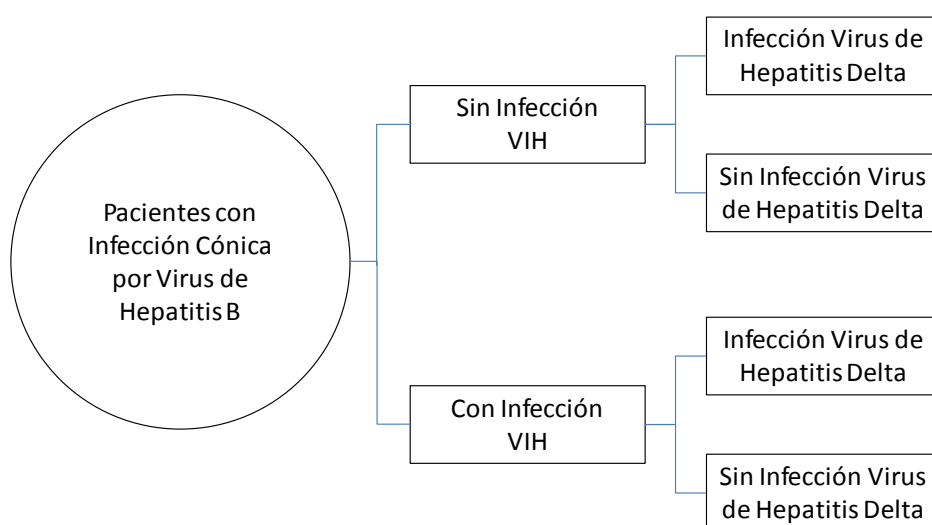 Pacientes con
Infección Cónica
por Virus de
Hepatitis B
Sin Infección
VIH
Infección Virus de
Hepatitis Delta
Sin Infección Virus
de Hepatitis Delta
Con Infección
VIH
Infección Virus de
Hepatitis Delta
Sin Infección Virus
de Hepatitis Delta